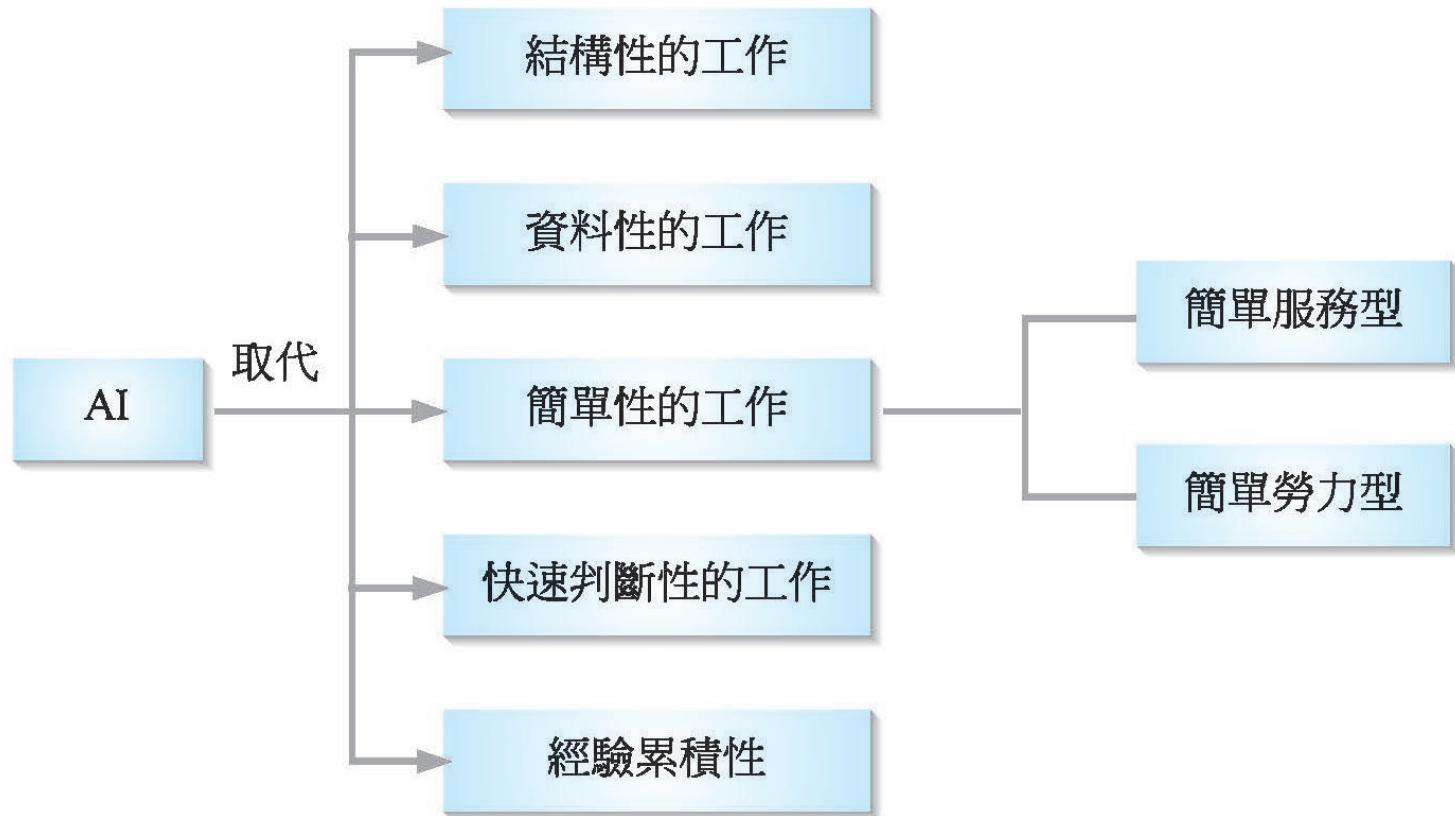 結構性的工作
資料性的工作
簡單服務型
取代
AI
簡單性的工作
簡單勞力型
快速判斷性的工作
經驗累積性